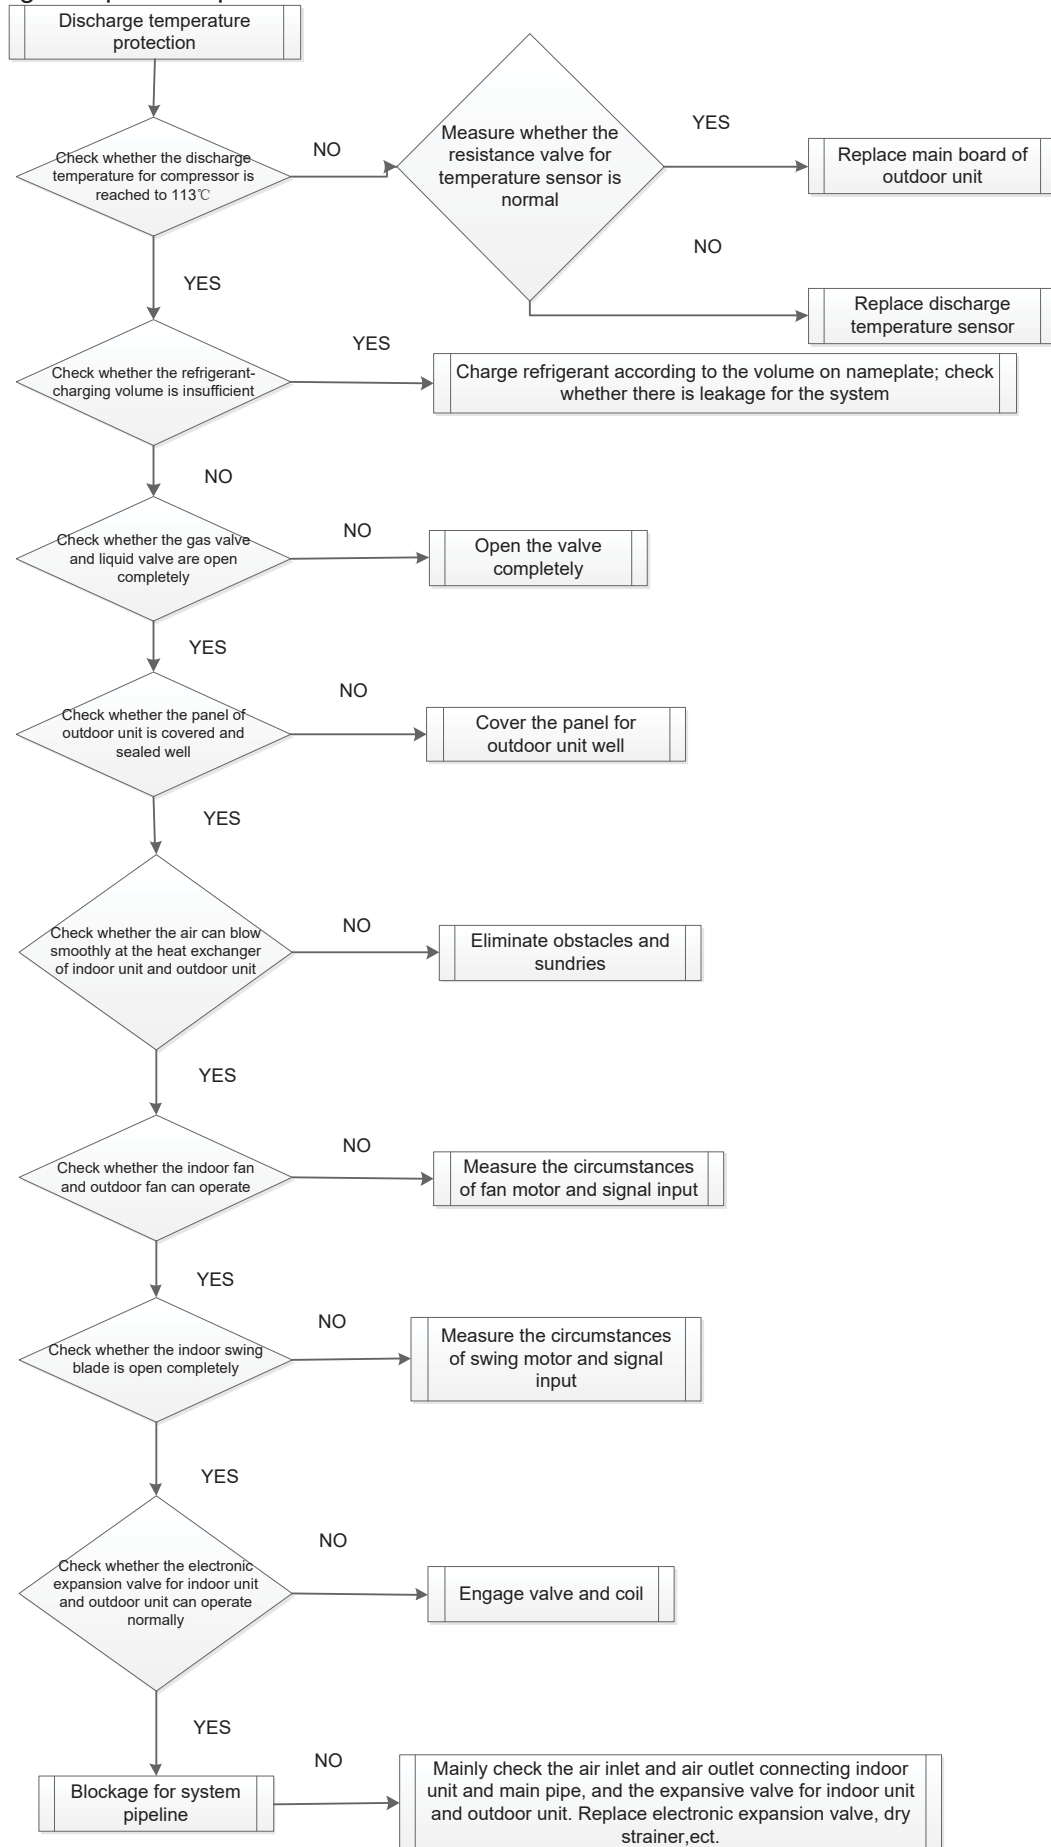 Discharge temperature
protection
Check whether the discharge
temperature for compressor is
reached to 113℃
NO
Measure whether the
resistance valve for
temperature sensor is
normal
YES
Replace main board of
outdoor unit
NO
Replace discharge
temperature sensor
YES
Check whether the refrigerant-
charging volume is insufficient
YES
Charge refrigerant according to the volume on nameplate; check
whether there is leakage for the system
NO
Check whether the gas valve
and liquid valve are open
completely
NO
Open the valve
completely
YES
Check whether the panel of
outdoor unit is covered and
sealed well
NO
Cover the panel for
outdoor unit well
YES
Check whether the air can blow
smoothly at the heat exchanger
of indoor unit and outdoor unit
NO
Eliminate obstacles and
sundries
YES
Check whether the indoor fan
and outdoor fan can operate
NO
Measure the circumstances
of fan motor and signal input
YES
Check whether the indoor swing
blade is open completely
NO
Measure the circumstances
of swing motor and signal
input
YES
Check whether the electronic
expansion valve for indoor unit
and outdoor unit can operate
normally
NO
Engage valve and coil
YES
Blockage for system
pipeline
NO
Mainly check the air inlet and air outlet connecting indoor
unit and main pipe, and the expansive valve for indoor unit
and outdoor unit. Replace electronic expansion valve, dry
strainer,ect.